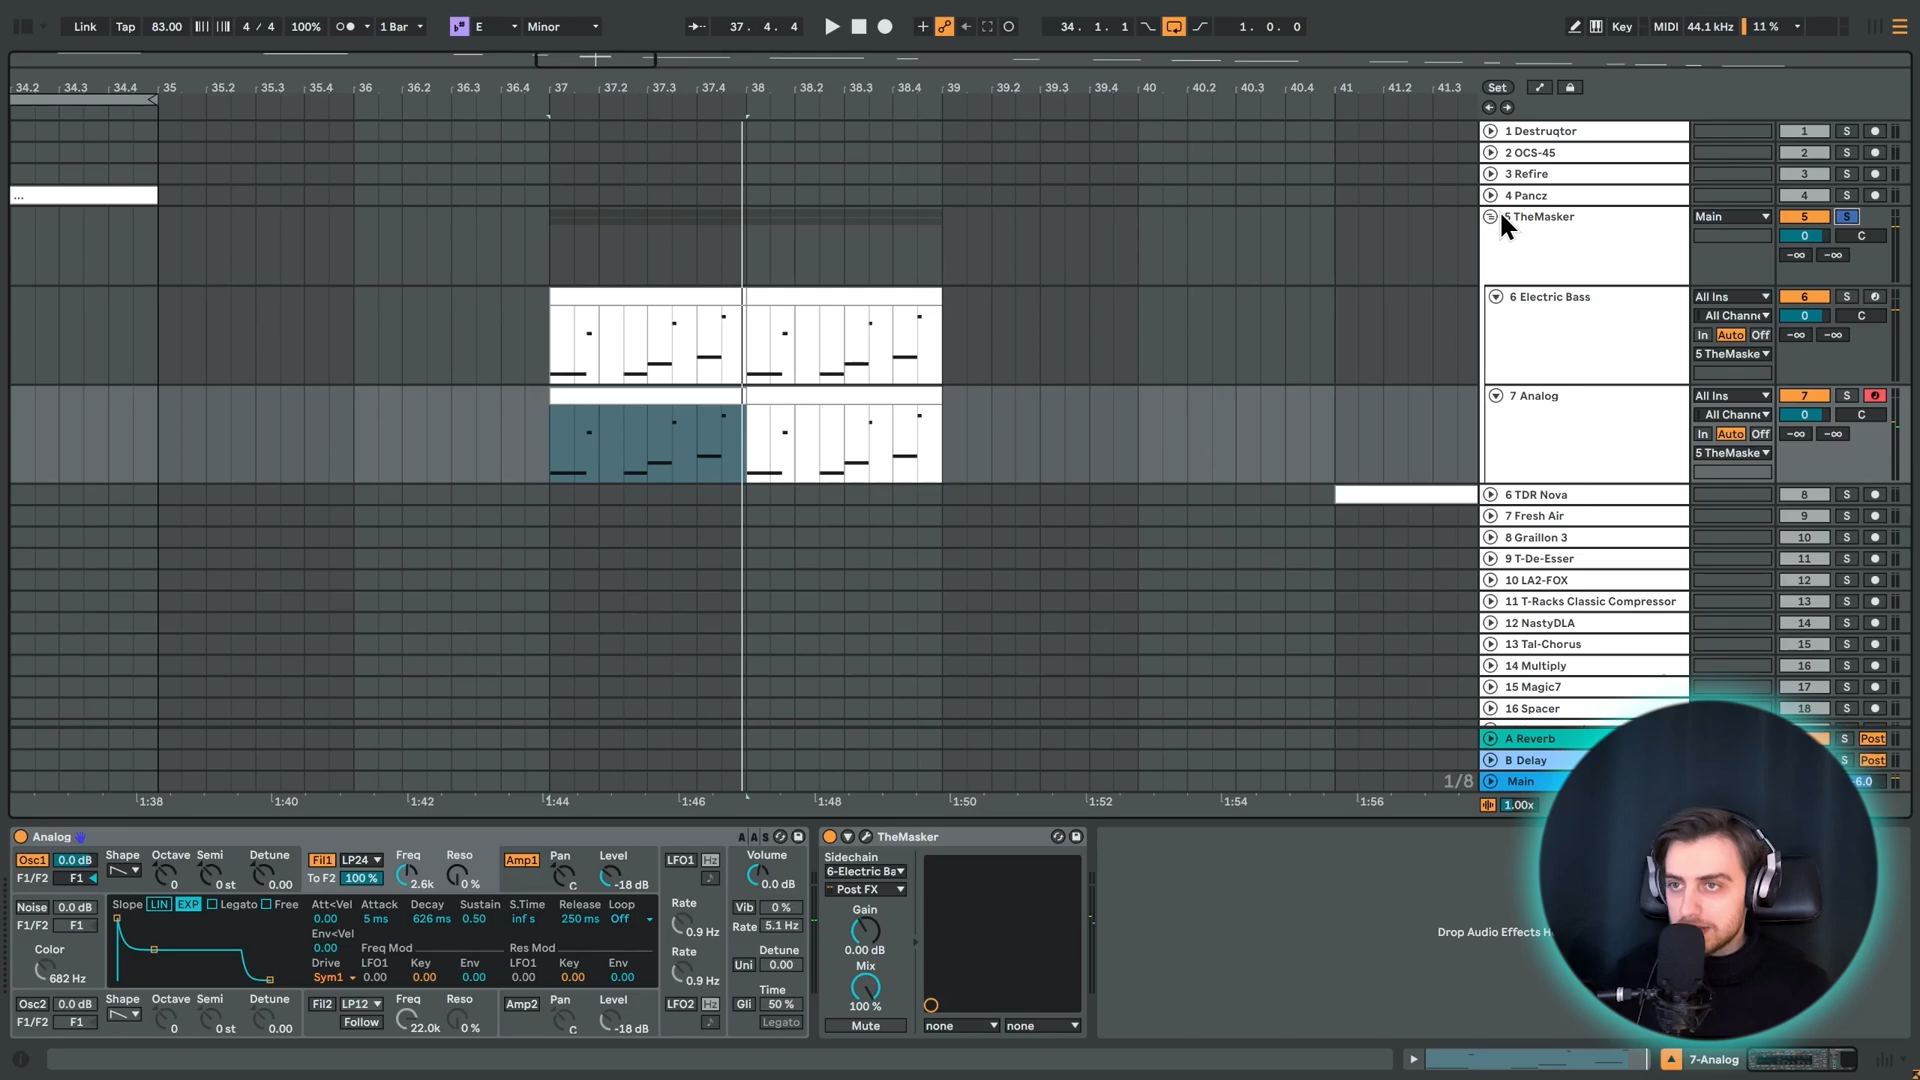 Link Tap 83.00 4 / 4 100% 1 Bar E Minor 37. 4. 4 34. 1. 1 1. 0. 0 Key MIDI 44.1 kHz 11 %
34.2 34.3 34.4 35 35.2 35.3 35.4 36 36.2 36.3 36.4 37 37.2 37.3 37.4 38 38.2 38.3 38.4 39 39.2 39.3 39.4 40 40.2 40.3 40.4 41 41.2 41.3 Set
1 Destruqtor 1 S
2 OCS-45 2 S
3 Refire 3 S
... 4 Pancz 4 S
5 TheMasker Main 5 S
0 C
-∞ -∞
6 Electric Bass All Ins 6 S
All Channe 0 C
In Auto Off -∞ -∞
5 TheMaske
7 Analog All Ins 7 S
All Channe 0 C
In Auto Off -∞ -∞
5 TheMaske
6 TDR Nova 8 S
7 Fresh Air 9 S
8 Graillon 3 10 S
9 T-De-Esser 11 S
10 LA2-FOX 12 S
11 T-Racks Classic Compressor 13 S
12 NastyDLA 14 S
13 Tal-Chorus 15 S
14 Multiply 16 S
15 Magic7 17 S
16 Spacer 18 S
A Reverb S Post
B Delay S Post
1/8 Main -6.0
1:38 1:40 1:42 1:44 1:46 1:48 1:50 1:52 1:54 1:56 1.00x
Analog A A S TheMasker
Osc1 0.0 dB Shape Octave Semi Detune Fil1 LP24 Freq Reso Amp1 Pan Level LFO1 Hz Volume Sidechain
F1/F2 F1 0 0 st 0.00 To F2 100 % 2.6k 0 % C -18 dB 0.0 dB 6-Electric Ba
Post FX
Noise 0.0 dB Slope LIN EXP Legato Free Att<Vel Attack Decay Sustain S.Time Release Loop Rate Vib 0 % Gain
F1/F2 F1 0.00 5 ms 626 ms 0.50 inf s 250 ms Off 0.9 Hz Rate 5.1 Hz 0.00 dB
Env<Vel
Color 0.00 Freq Mod Res Mod Rate Detune Mix
Drive LFO1 Key Env LFO1 Key Env Uni 0.00
682 Hz Sym1 0.00 0.00 0.00 0.00 0.00 0.00 0.9 Hz Time 100 %
Osc2 0.0 dB Shape Octave Semi Detune Fil2 LP12 Freq Reso Amp2 Pan Level LFO2 Hz Gli 50 %
F1/F2 F1 0 0 st 0.00 Follow 22.0k 0 % C -18 dB Legato Mute none none
Drop Audio Effects H
7-Analog